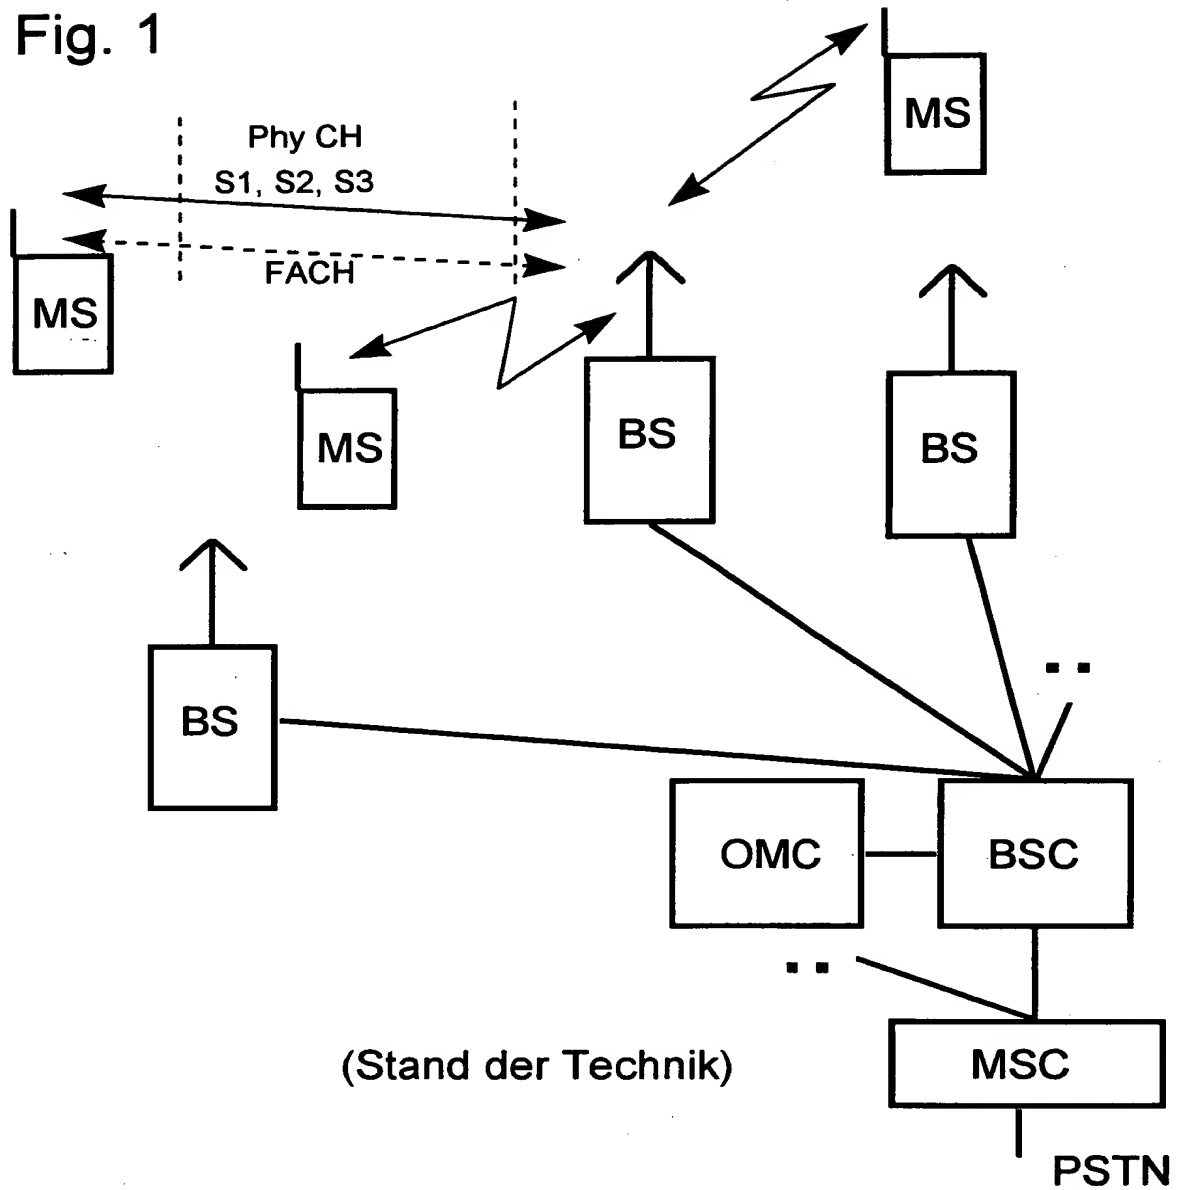 Fig. 1
MS
Phy CH
S1, S2, S3
FACH
MS
MS
BS
BS
BS
OMC
BSC
(Stand der Technik)
MSC
PSTN